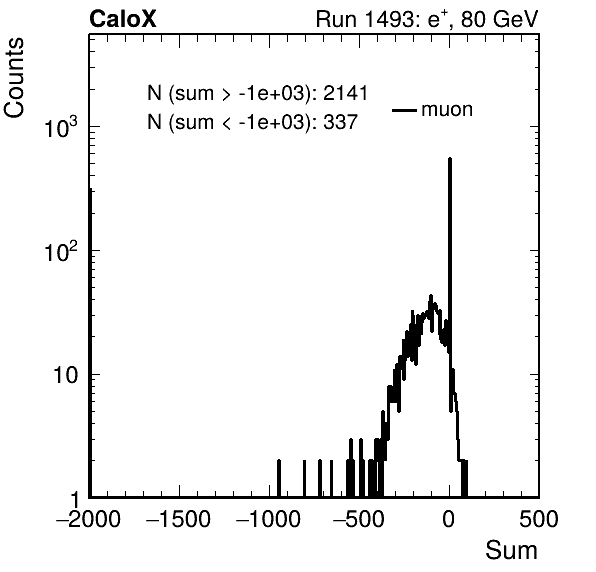 CaloX Run 1493: e⁺, 80 GeV
Counts
N (sum > -1e+03): 2141
N (sum < -1e+03): 337
muon
10³
10²
10
1
−2000 −1500 −1000 −500 0 500
Sum